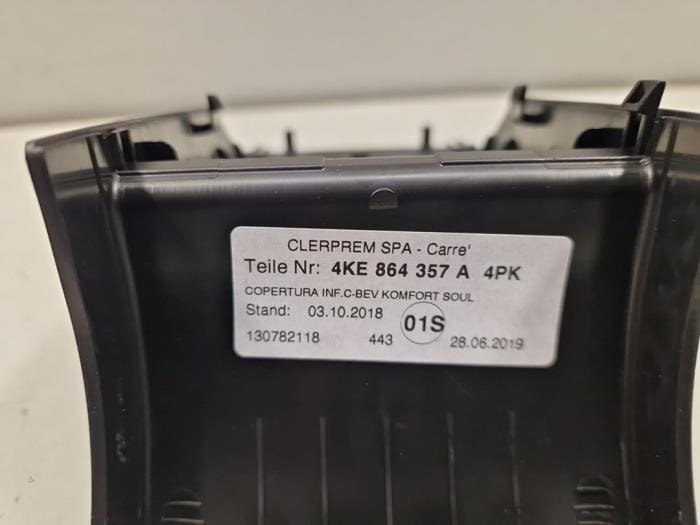 CLERPREM SPA - Carre'
Teile Nr: 4KE 864 357 A 4PK
COPERTURA INF.C-BEV KOMFORT SOUL
Stand: 03.10.2018 01S
130782118 443 28.06.2019